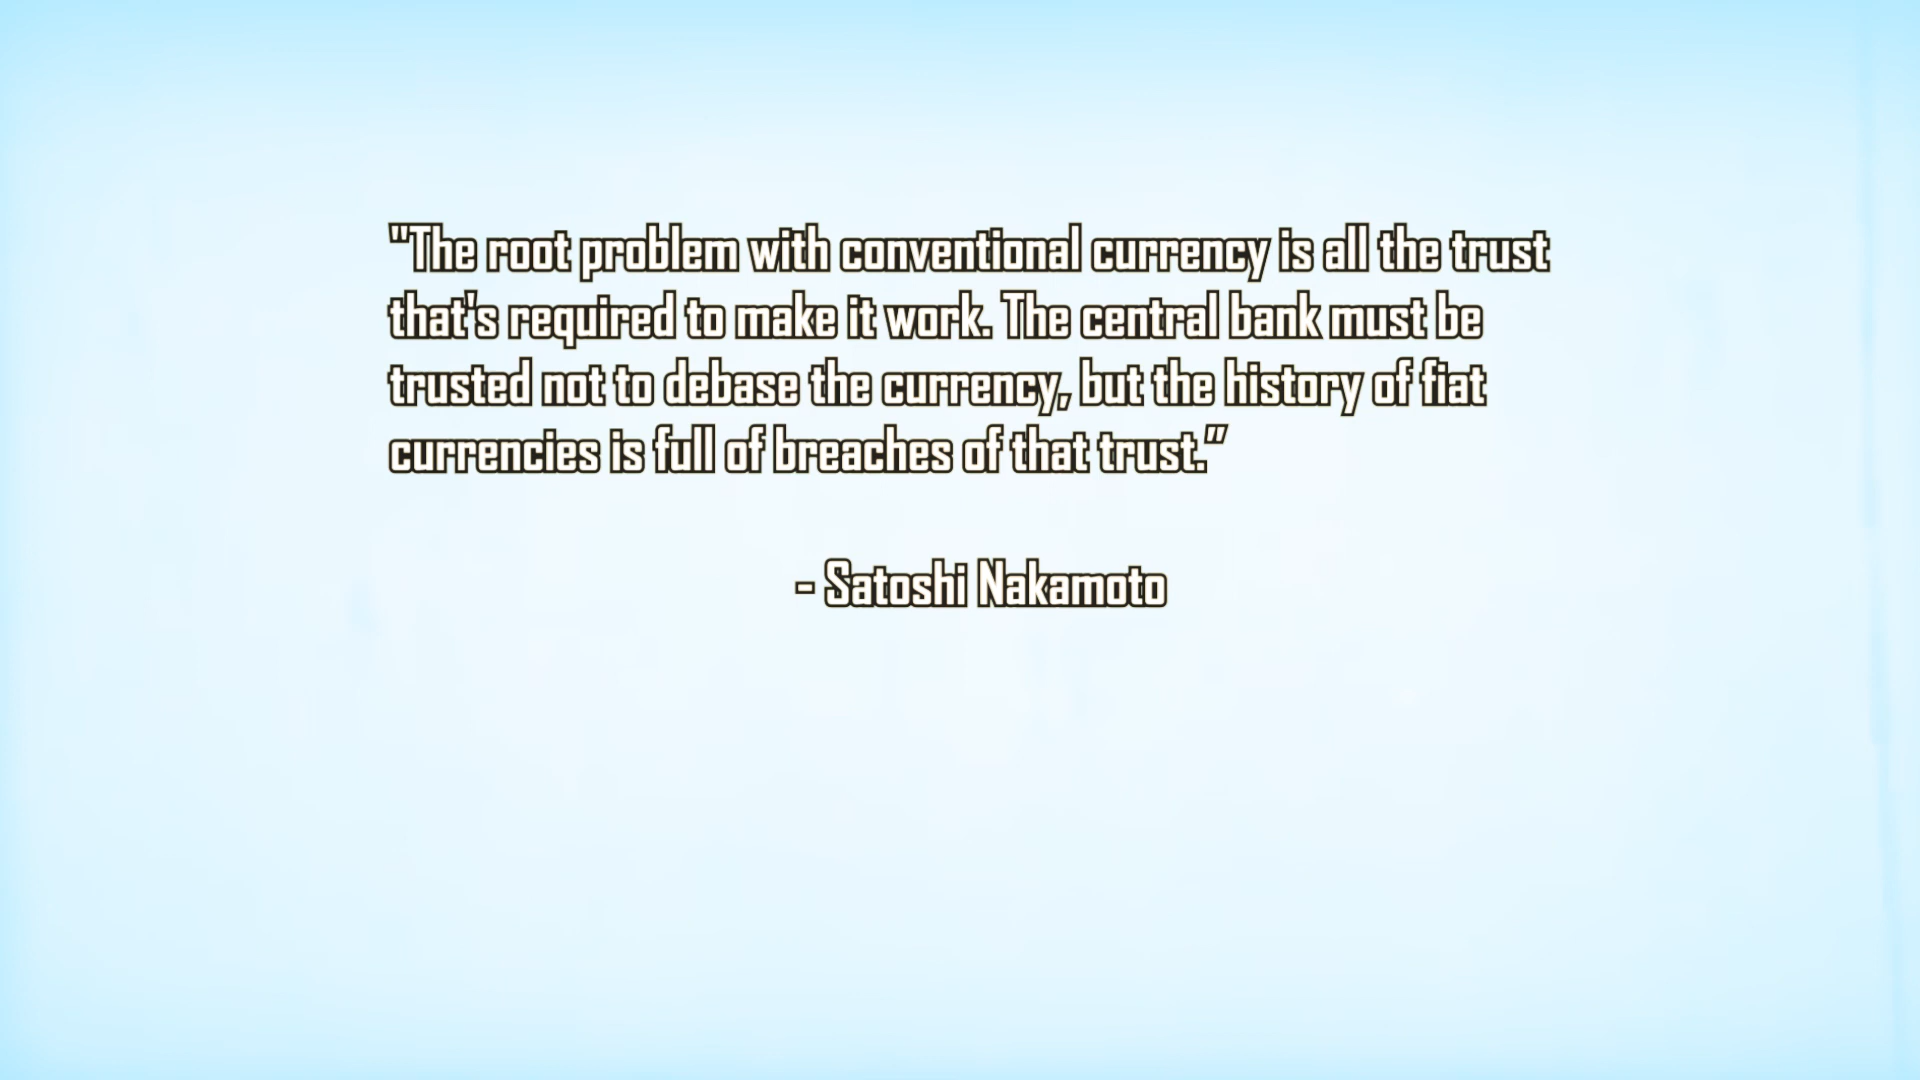 "The root problem with conventional currency is all the trust
that's required to make it work. The central bank must be
trusted not to debase the currency, but the history of fiat
currencies is full of breaches of that trust.”
- Satoshi Nakamoto